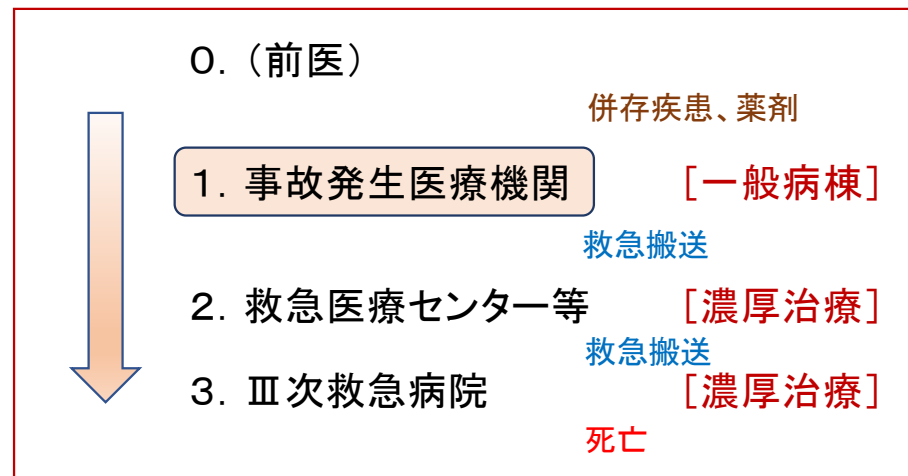 ０．（前医）
併存疾患、薬剤
１．事故発生医療機関 ［一般病棟］
救急搬送
２．救急医療センター等 ［濃厚治療］
救急搬送
３．Ⅲ次救急病院 ［濃厚治療］
死亡